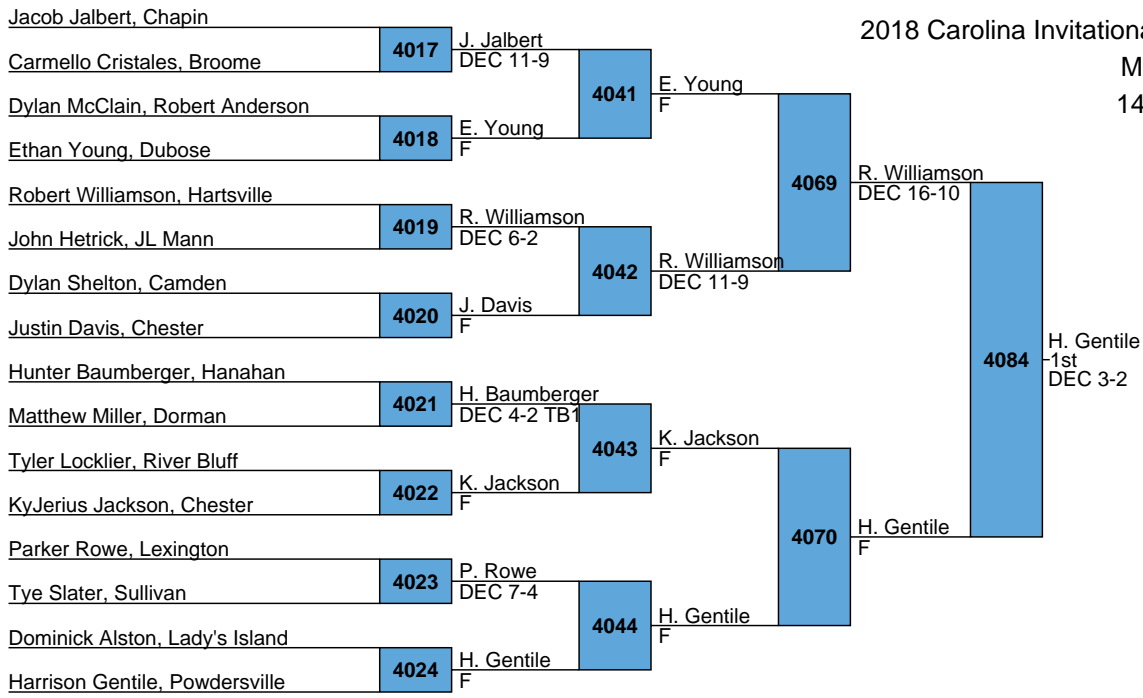 Jacob Jalbert, Chapin
Carmello Cristales, Broome
Dylan McClain, Robert Anderson
Ethan Young, Dubose
Robert Williamson, Hartsville
John Hetrick, JL Mann
Dylan Shelton, Camden
Justin Davis, Chester
Hunter Baumberger, Hanahan
Matthew Miller, Dorman
Tyler Locklier, River Bluff
KyJerius Jackson, Chester
Parker Rowe, Lexington
Tye Slater, Sullivan
Dominick Alston, Lady's Island
Harrison Gentile, Powdersville
4017
4018
4019
4020
4021
4022
4023
4024
J. Jalbert
DEC 11-9
E. Young
F
R. Williamson
DEC 6-2
J. Davis
F
H. Baumberger
DEC 4-2 TB1
K. Jackson
F
P. Rowe
DEC 7-4
H. Gentile
F
4041
4042
4043
4044
E. Young
F
R. Williamson
DEC 11-9
K. Jackson
F
H. Gentile
F
4069
4070
R. Williamson
DEC 16-10
H. Gentile
F
4084
H. Gentile
1st
DEC 3-2
2018 Carolina Invitationa
M
14